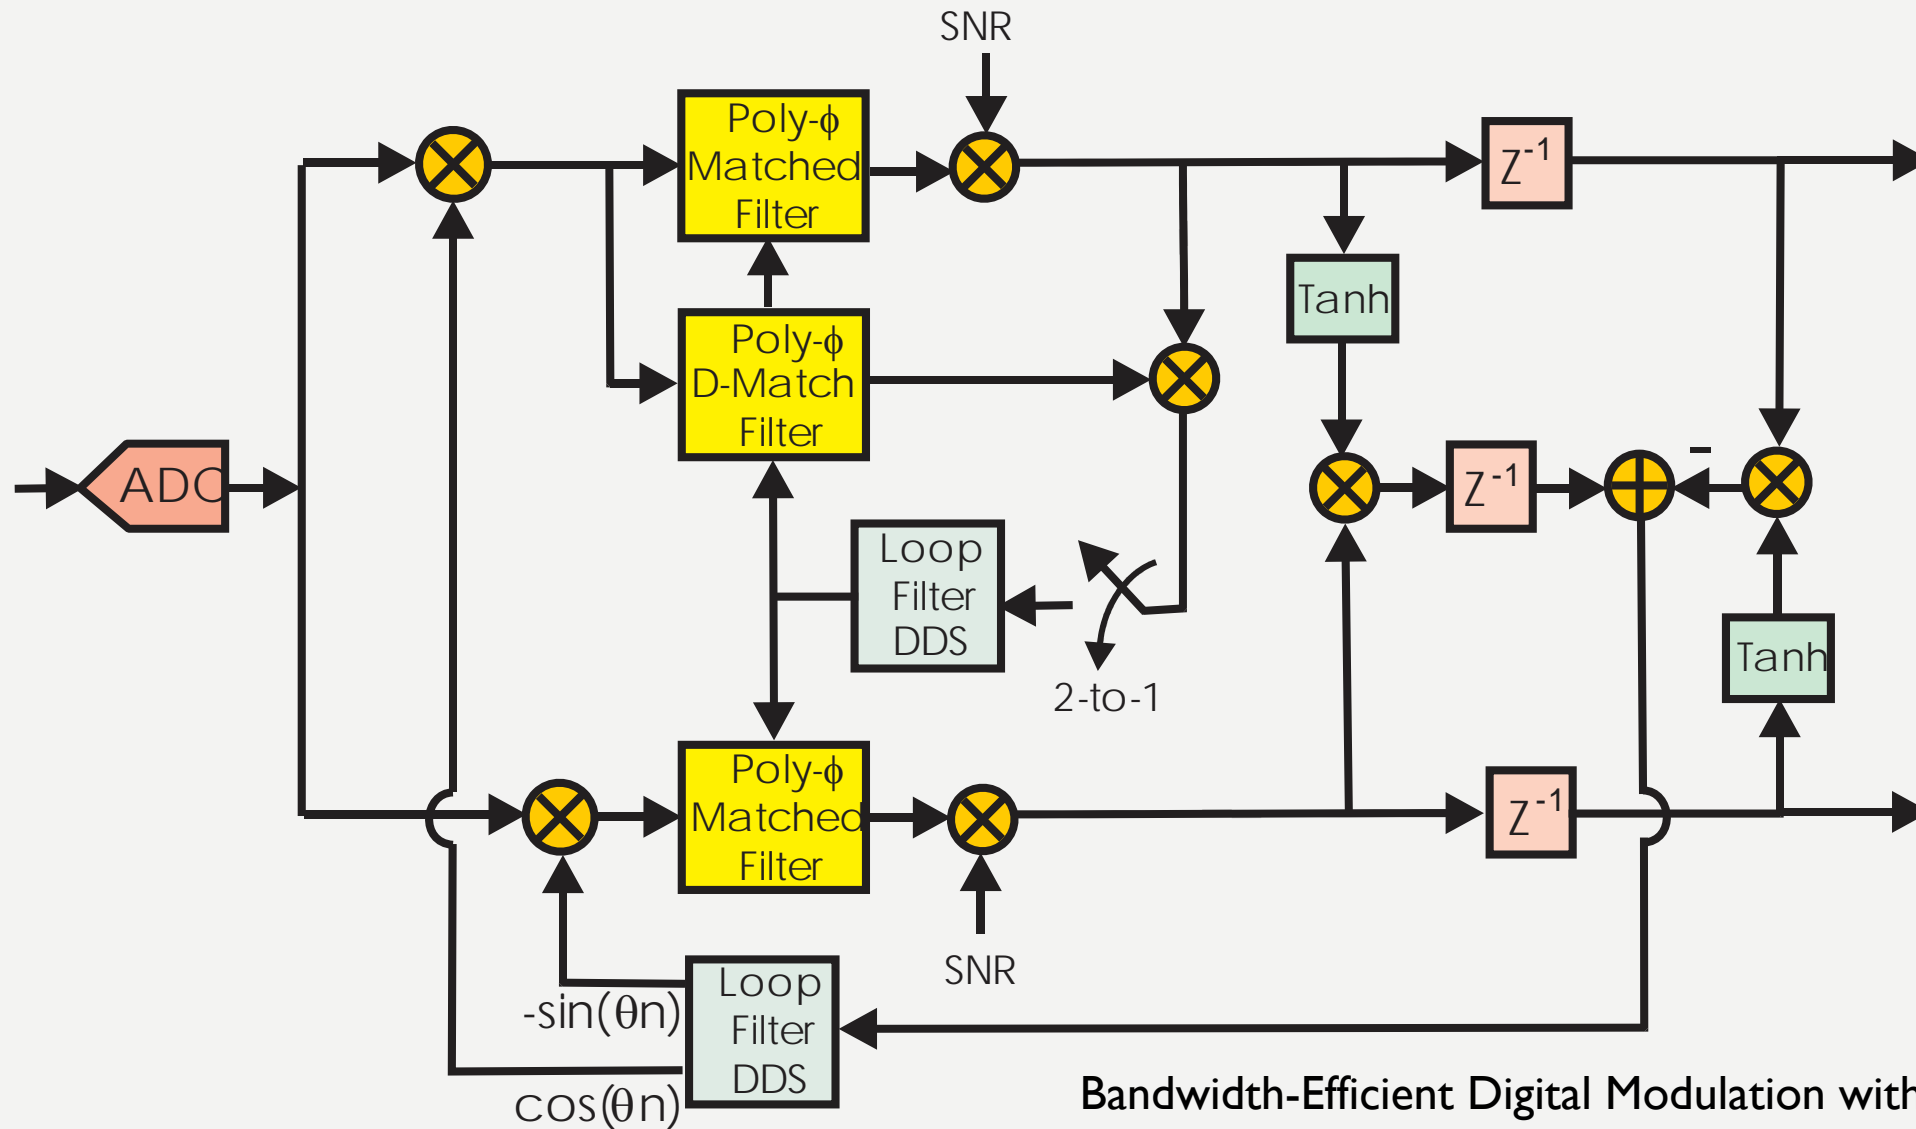 SNR
Poly-ϕ
Matched
Filter
Z⁻¹
Tanh
Poly-ϕ
D-Match
Filter
ADC
Z⁻¹
-
Loop
Filter
DDS
2-to-1
Tanh
Poly-ϕ
Matched
Filter
Z⁻¹
SNR
-sin(θn)
Loop
Filter
DDS
cos(θn)
Bandwidth-Efficient Digital Modulation with